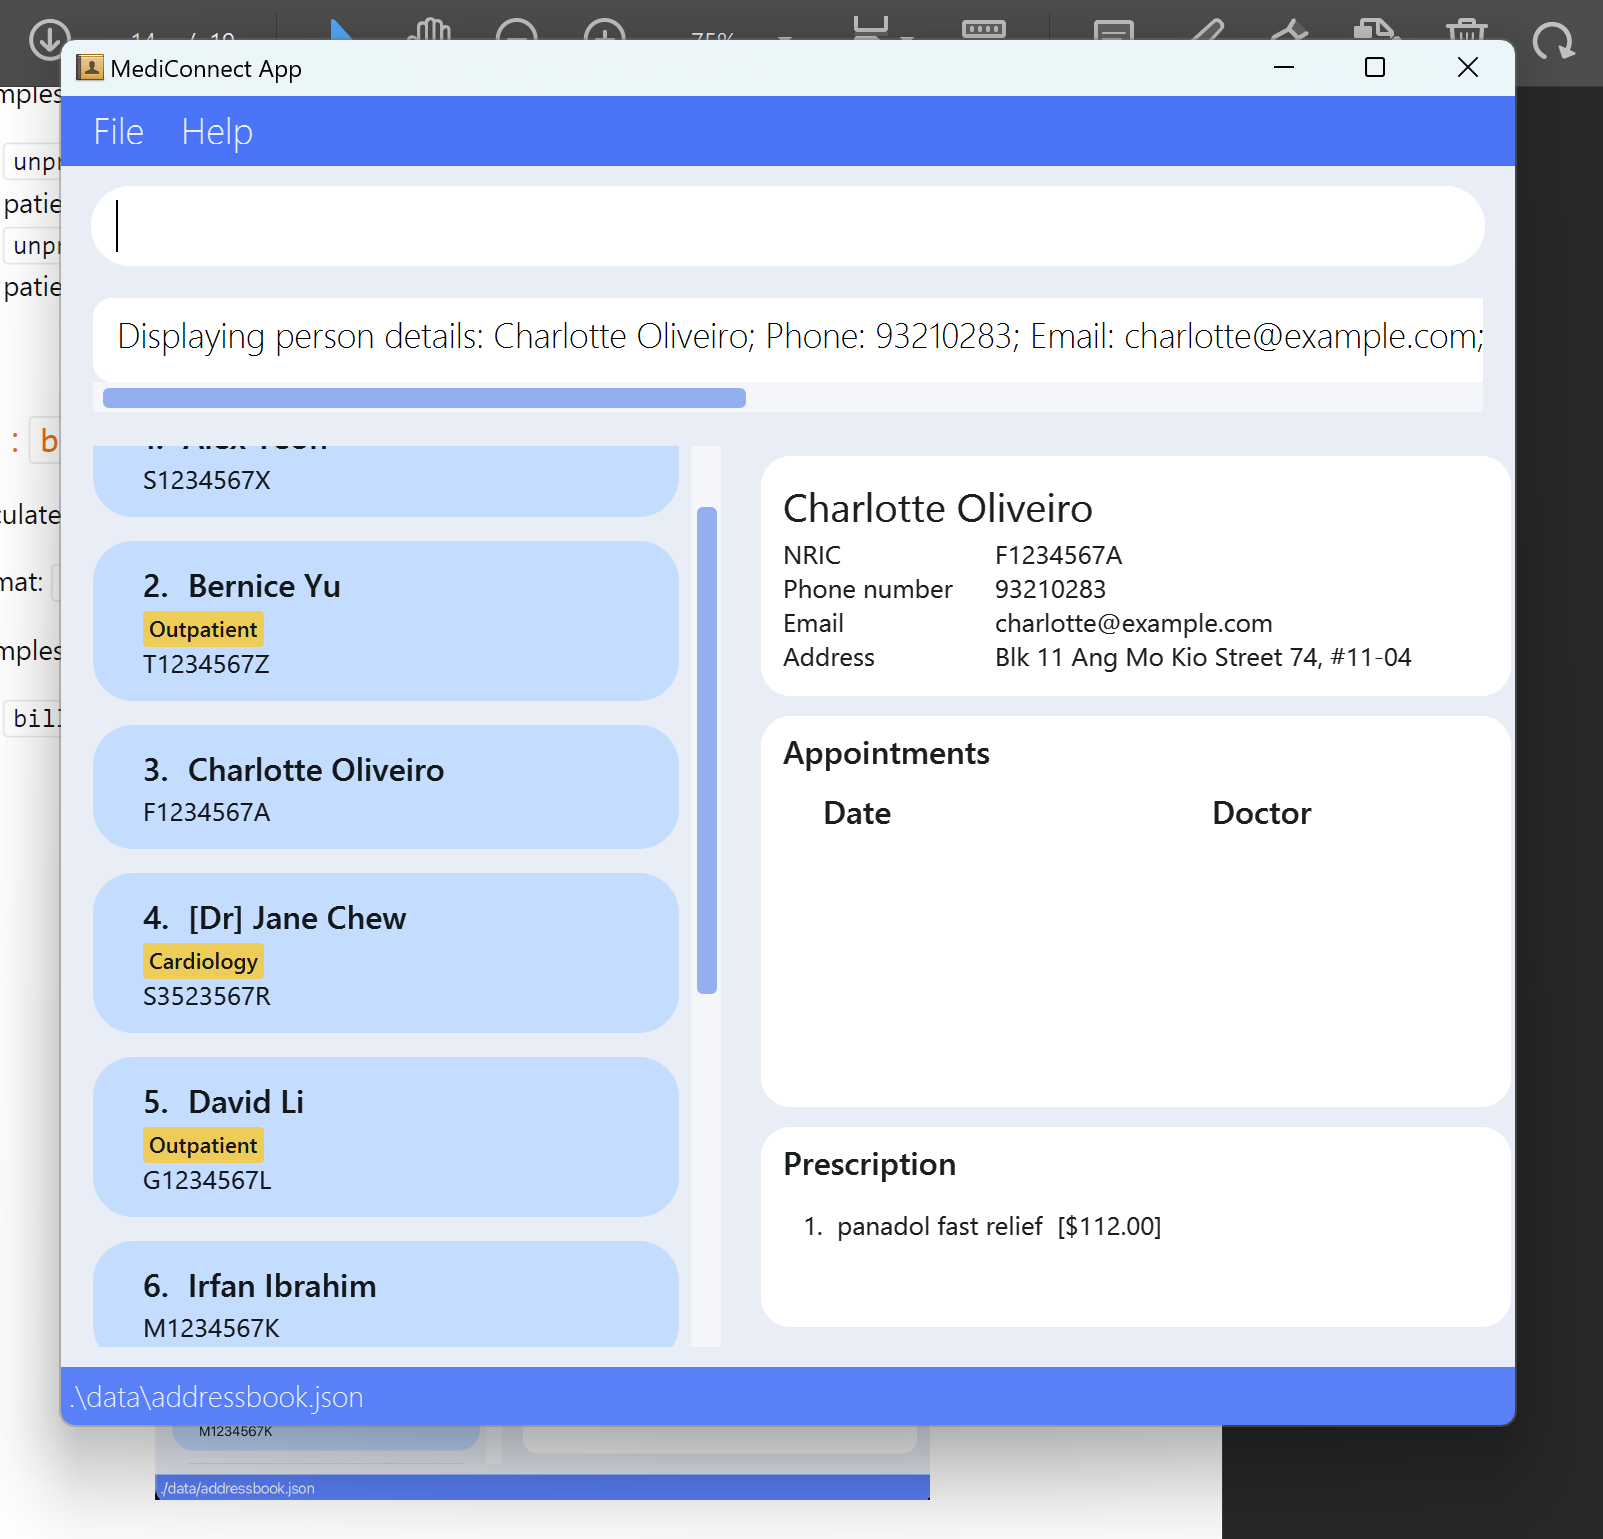 75%
MediConnect App
File Help
Displaying person details: Charlotte Oliveiro; Phone: 93210283; Email: charlotte@example.com;
S1234567X
2. Bernice Yu
Outpatient
T1234567Z
3. Charlotte Oliveiro
F1234567A
4. [Dr] Jane Chew
Cardiology
S3523567R
5. David Li
Outpatient
G1234567L
6. Irfan Ibrahim
M1234567K
Charlotte Oliveiro
NRIC F1234567A
Phone number 93210283
Email charlotte@example.com
Address Blk 11 Ang Mo Kio Street 74, #11-04
Appointments
Date Doctor
Prescription
1. panadol fast relief [$112.00]
.\data\addressbook.json
M1234567K
./data/addressbook.json